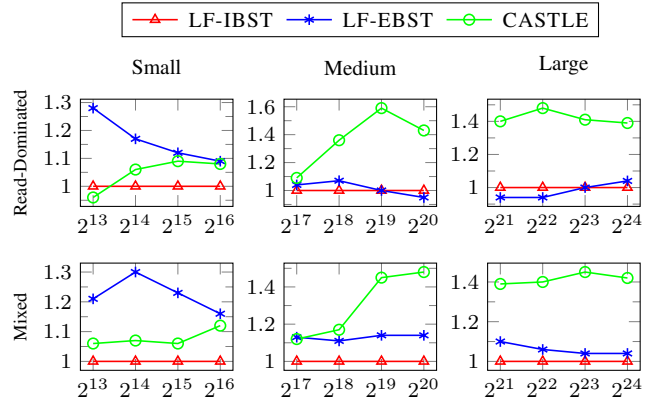 LF-IBST LF-EBST CASTLE
Small Medium Large
Read-Dominated
1.3
1.2
1.1
1
2^13 2^14 2^15 2^16
1.6
1.4
1.2
1
2^17 2^18 2^19 2^20
1.4
1.2
1
2^21 2^22 2^23 2^24
Mixed
1.3
1.2
1.1
1
2^13 2^14 2^15 2^16
1.4
1.2
1
2^17 2^18 2^19 2^20
1.4
1.2
1
2^21 2^22 2^23 2^24